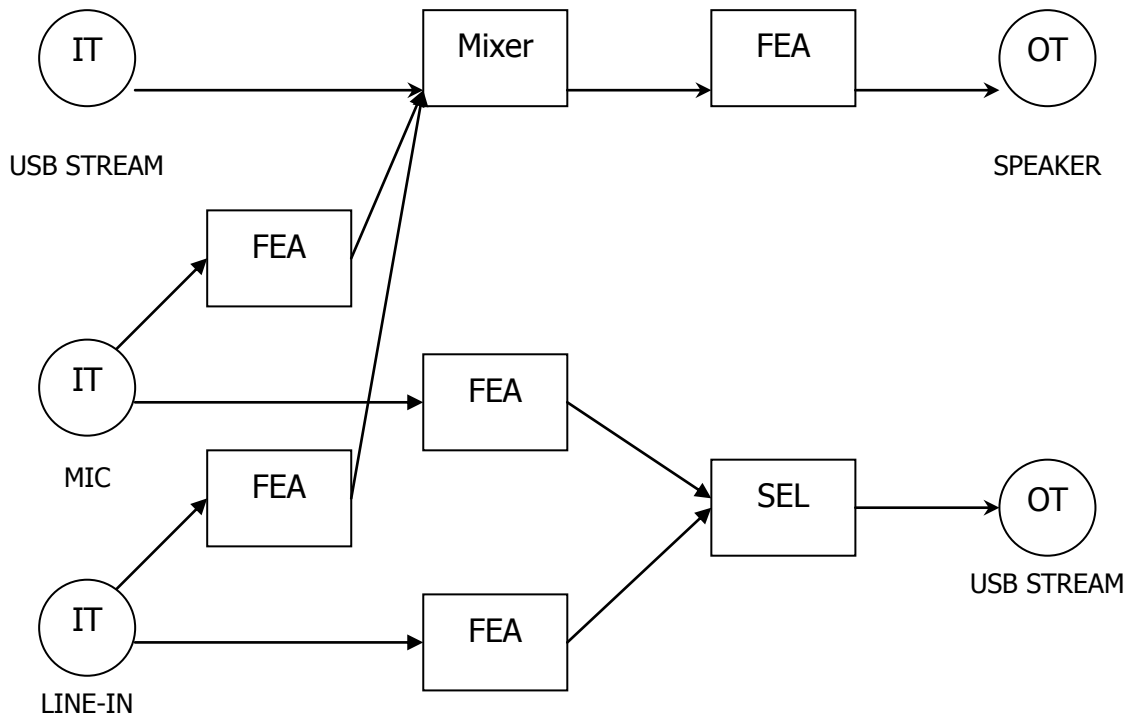 IT
Mixer
FEA
OT
USB STREAM
SPEAKER
FEA
IT
FEA
MIC
FEA
SEL
OT
USB STREAM
IT
FEA
LINE-IN